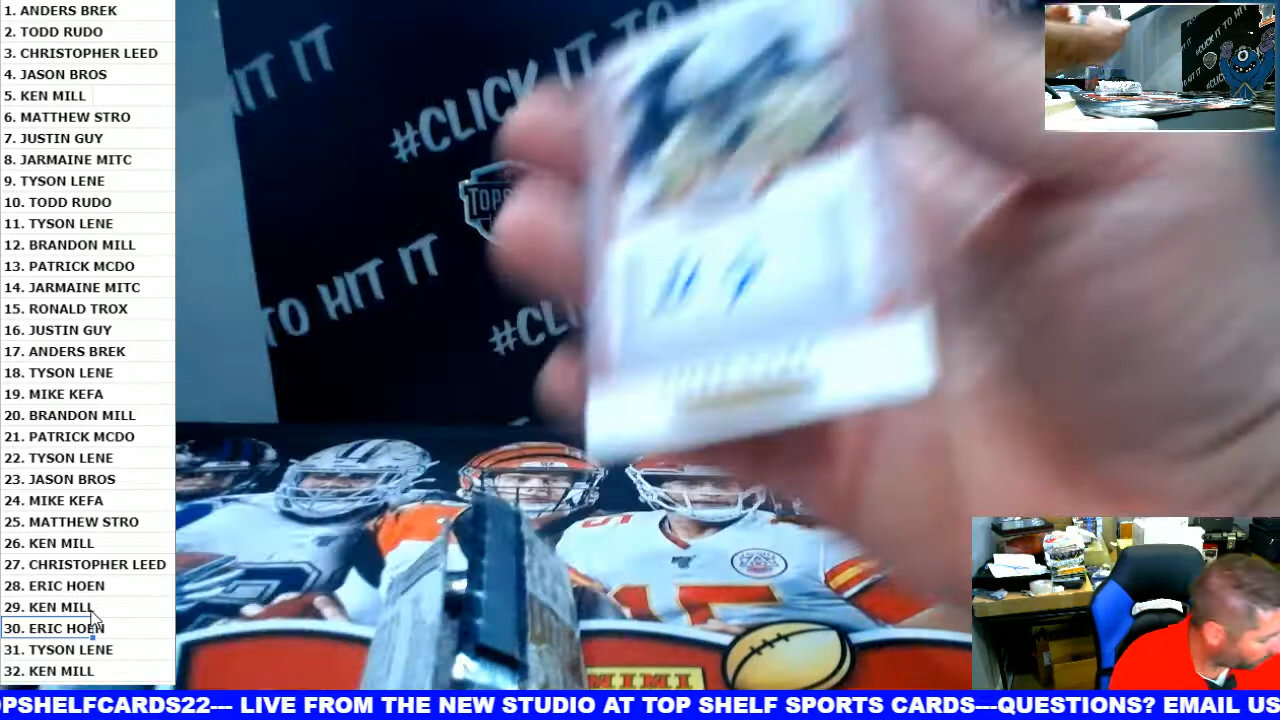 1. ANDERS BREK
2. TODD RUDO
3. CHRISTOPHER LEED
4. JASON BROS
5. KEN MILL
6. MATTHEW STRO
7. JUSTIN GUY
8. JARMAINE MITC
9. TYSON LENE
10. TODD RUDO
11. TYSON LENE
12. BRANDON MILL
13. PATRICK MCDO
14. JARMAINE MITC
15. RONALD TROX
16. JUSTIN GUY
17. ANDERS BREK
18. TYSON LENE
19. MIKE KEFA
20. BRANDON MILL
21. PATRICK MCDO
22. TYSON LENE
23. JASON BROS
24. MIKE KEFA
25. MATTHEW STRO
26. KEN MILL
27. CHRISTOPHER LEED
28. ERIC HOEN
29. KEN MILL
30. ERIC HOEN
31. TYSON LENE
32. KEN MILL
HIT IT
#CLICK IT TO
TOPS
TO HIT IT
#CLI
15
PANINI
#CLICK IT TO HIT
OPSHELFCARDS22--- LIVE FROM THE NEW STUDIO AT TOP SHELF SPORTS CARDS---QUESTIONS? EMAIL US